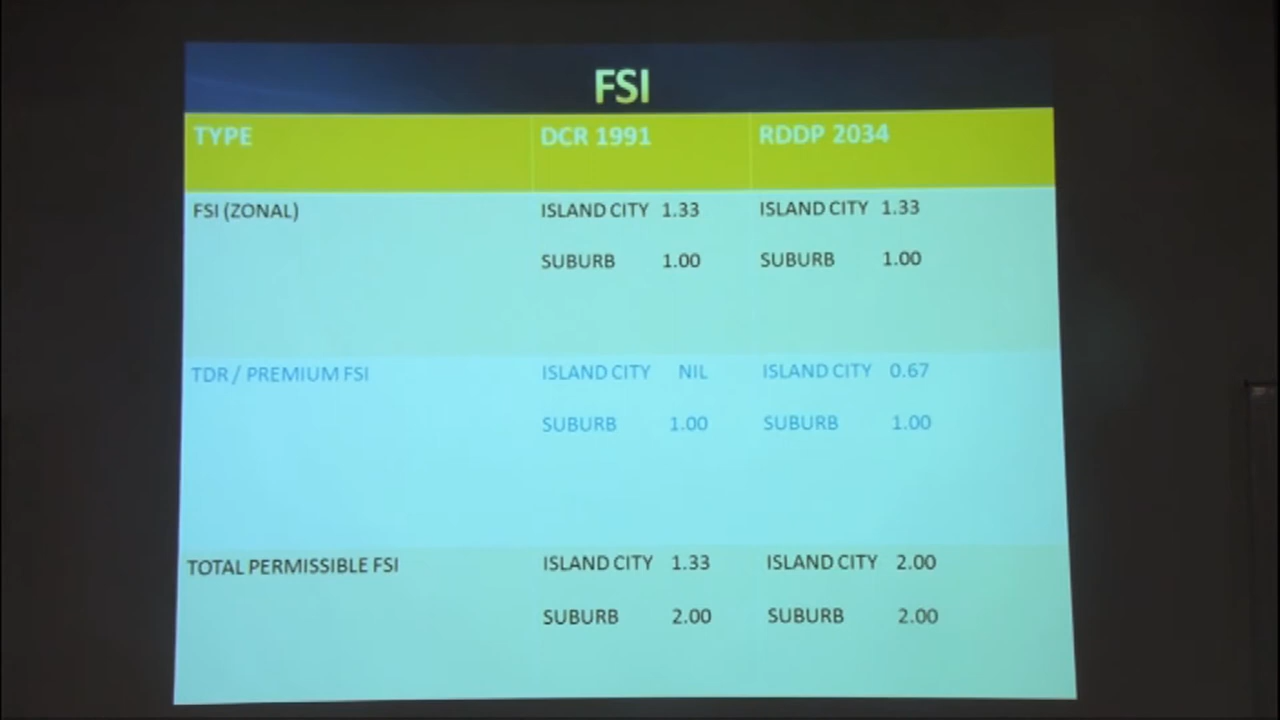 FSI
TYPE DCR 1991 RDDP 2034
FSI (ZONAL) ISLAND CITY 1.33 ISLAND CITY 1.33
SUBURB 1.00 SUBURB 1.00
TDR / PREMIUM FSI ISLAND CITY NIL ISLAND CITY 0.67
SUBURB 1.00 SUBURB 1.00
TOTAL PERMISSIBLE FSI ISLAND CITY 1.33 ISLAND CITY 2.00
SUBURB 2.00 SUBURB 2.00